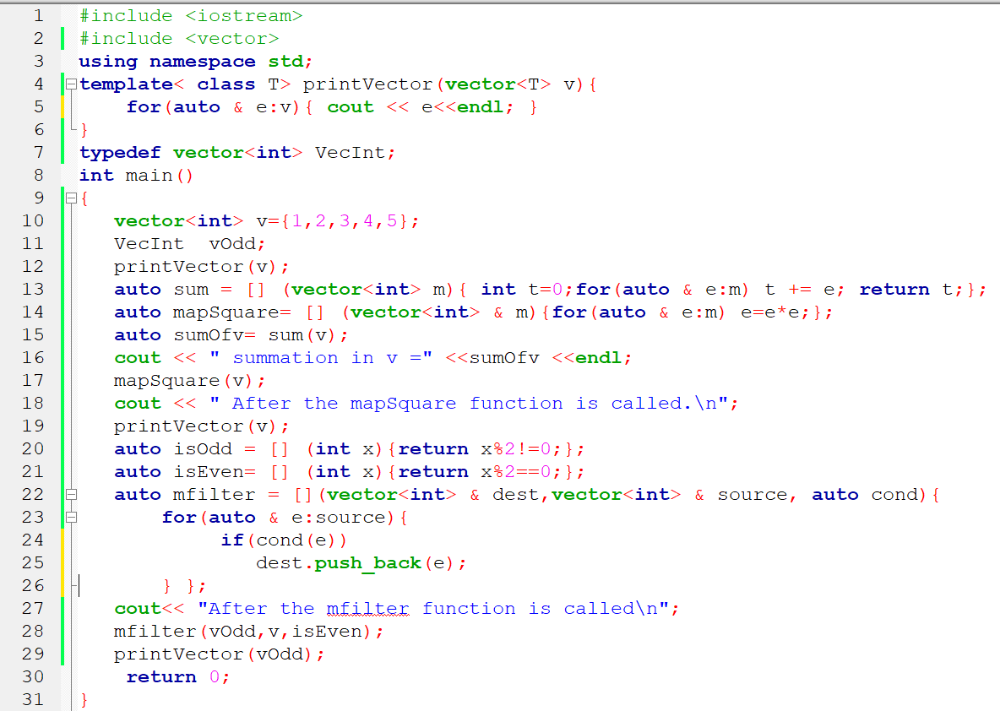 1 #include <iostream>
2 #include <vector>
3 using namespace std;
4 template< class T> printVector(vector<T> v){
5 for(auto & e:v){ cout << e<<endl; }
6 }
7 typedef vector<int> VecInt;
8 int main()
9 {
10 vector<int> v={1,2,3,4,5};
11 VecInt  vOdd;
12 printVector(v);
13 auto sum = [] (vector<int> m){ int t=0;for(auto & e:m) t += e; return t;};
14 auto mapSquare= [] (vector<int> & m){for(auto & e:m) e=e*e;};
15 auto sumOfv= sum(v);
16 cout << " summation in v =" <<sumOfv <<endl;
17 mapSquare(v);
18 cout << " After the mapSquare function is called.\n";
19 printVector(v);
20 auto isOdd = [] (int x){return x%2!=0;};
21 auto isEven= [] (int x){return x%2==0;};
22 auto mfilter = [](vector<int> & dest,vector<int> & source, auto cond){
23 for(auto & e:source){
24 if(cond(e))
25 dest.push_back(e);
26 } };
27 cout<< "After the mfilter function is called\n";
28 mfilter(vOdd,v,isEven);
29 printVector(vOdd);
30 return 0;
31 }